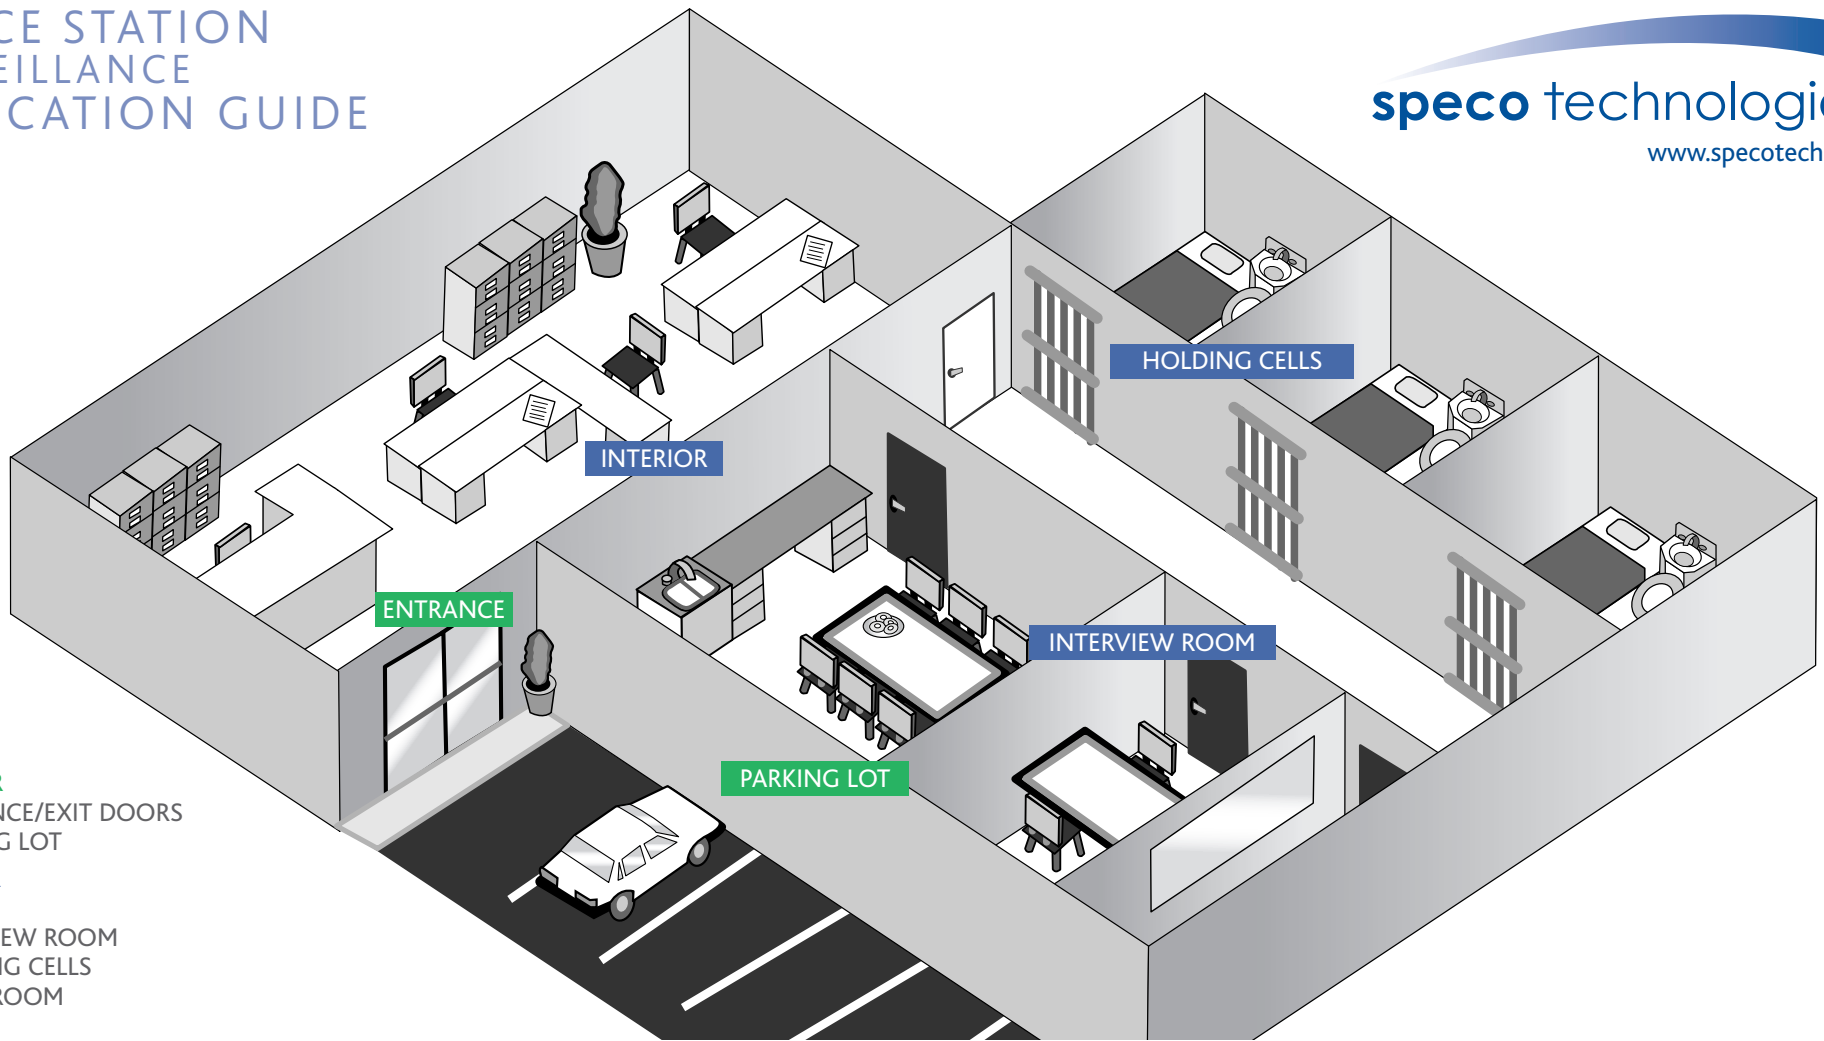 CE STATION
EILLANCE
CATION GUIDE
speco technologi
www.specotech
HOLDING CELLS
INTERIOR
ENTRANCE
INTERVIEW ROOM
PARKING LOT
R
NCE/EXIT DOORS
G LOT
EW ROOM
NG CELLS
ROOM